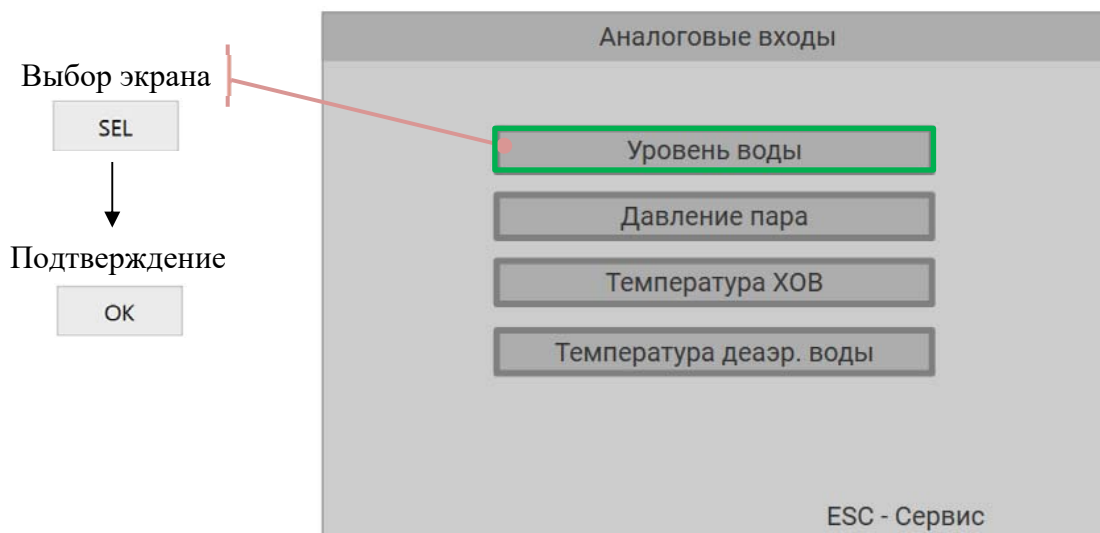 Выбор экрана
SEL
Подтверждение
OK
Аналоговые входы
Уровень воды
Давление пара
Температура ХОВ
Температура деаэр. воды
ESC - Сервис